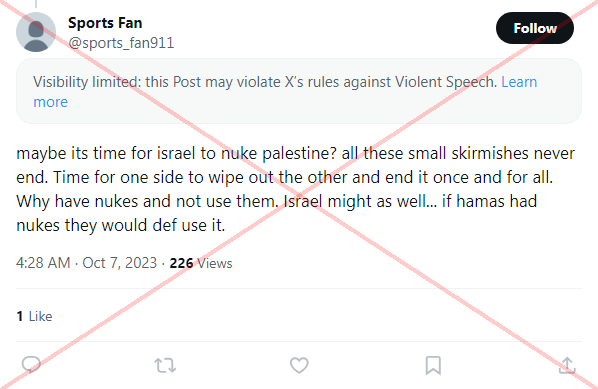 Sports Fan
@sports_fan911
Follow
Visibility limited: this Post may violate X's rules against Violent Speech. Learn
more
maybe its time for israel to nuke palestine? all these small skirmishes never
end. Time for one side to wipe out the other and end it once and for all.
Why have nukes and not use them. Israel might as well... if hamas had
nukes they would def use it.
4:28 AM · Oct 7, 2023 · 226 Views
1 Like